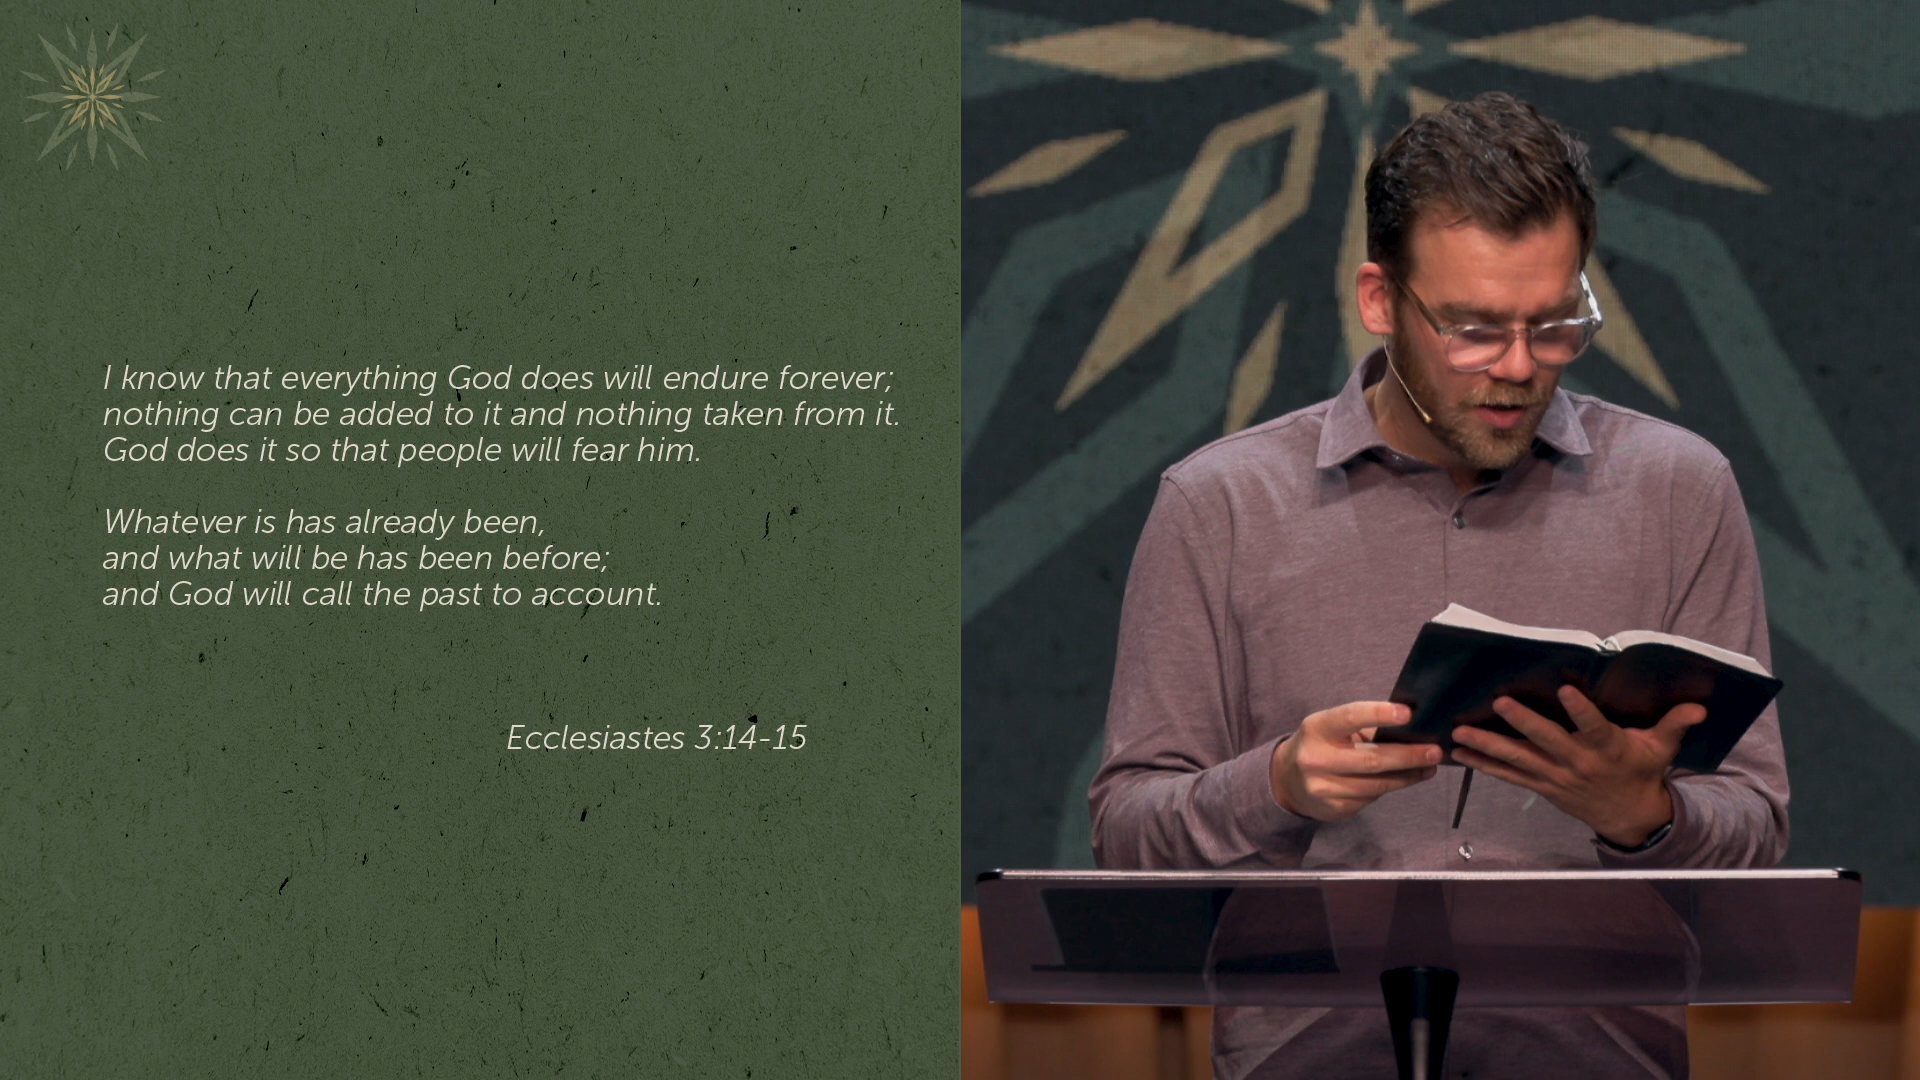 I know that everything God does will endure forever;
nothing can be added to it and nothing taken from it.
God does it so that people will fear him.
Whatever is has already been,
and what will be has been before;
and God will call the past to account.
Ecclesiastes 3:14-15